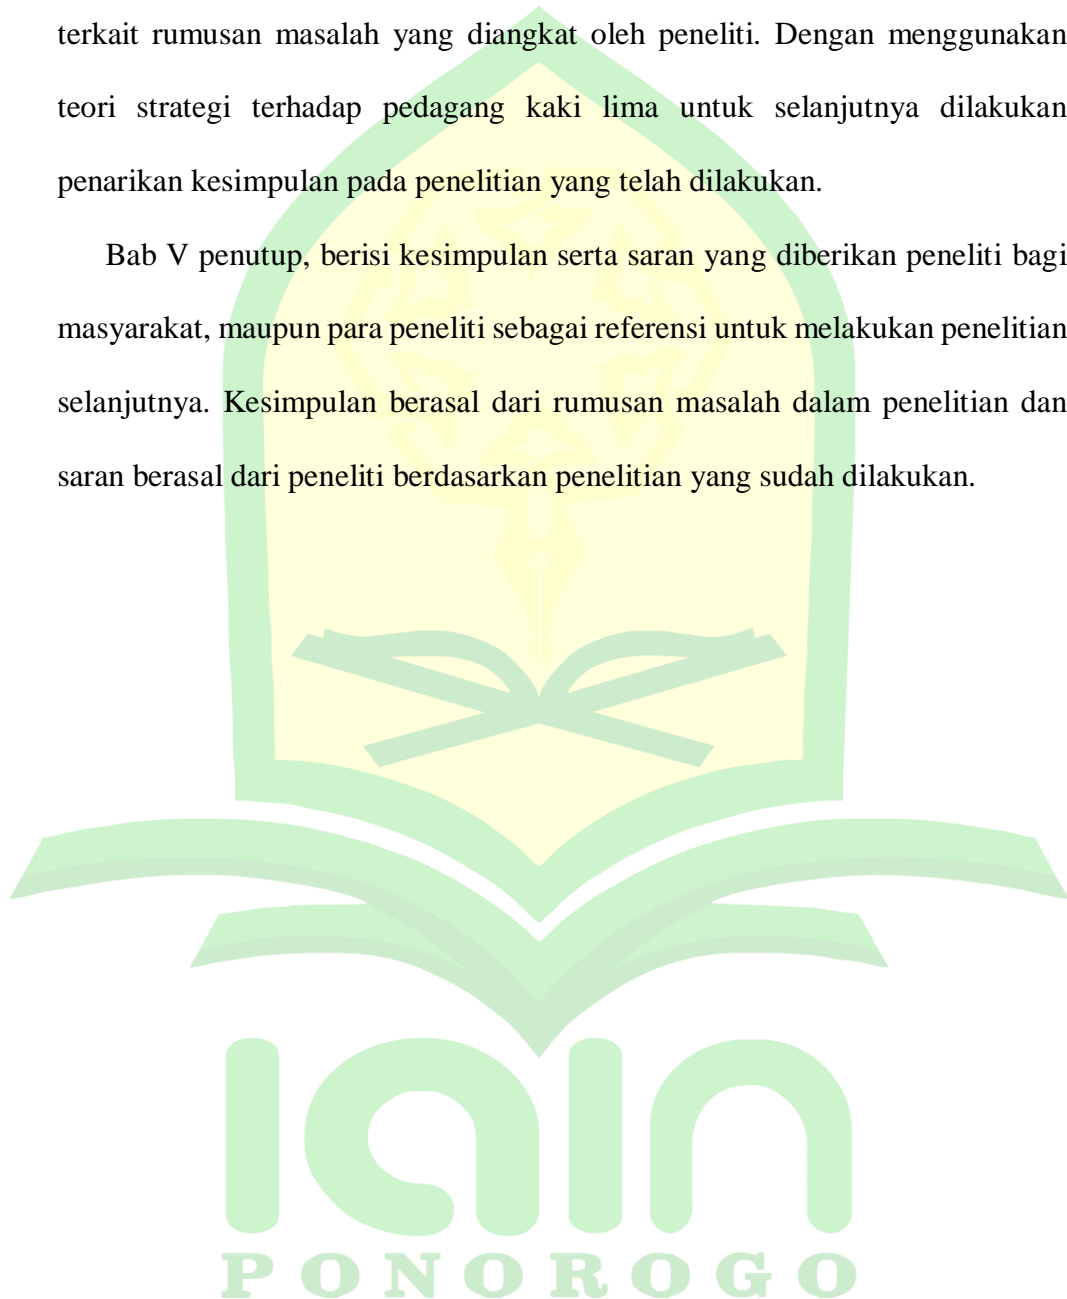 terkait rumusan masalah yang diangkat oleh peneliti. Dengan menggunakan
teori strategi terhadap pedagang kaki lima untuk selanjutnya dilakukan
penarikan kesimpulan pada penelitian yang telah dilakukan.
Bab V penutup, berisi kesimpulan serta saran yang diberikan peneliti bagi
masyarakat, maupun para peneliti sebagai referensi untuk melakukan penelitian
selanjutnya. Kesimpulan berasal dari rumusan masalah dalam penelitian dan
saran berasal dari peneliti berdasarkan penelitian yang sudah dilakukan.
iain
PONOROGO